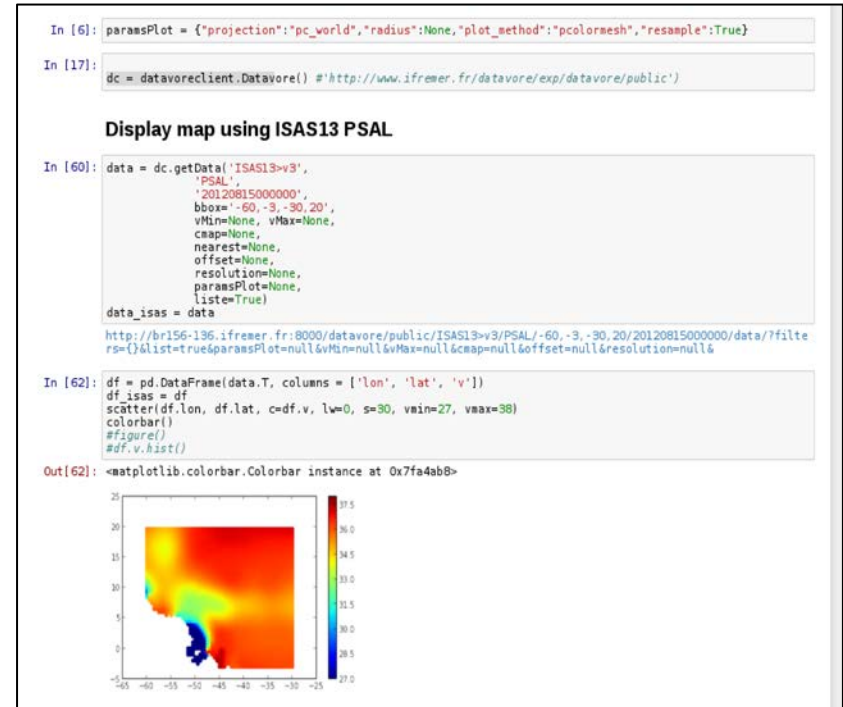 In [6]: paramsPlot = {"projection":"pc_world","radius":None,"plot_method":"pcolormesh","resample":True}
In [17]:
dc = datavoreclient.Datavore() #'http://www.ifremer.fr/datavore/exp/datavore/public')
Display map using ISAS13 PSAL
In [60]: data = dc.getData('ISAS13>v3',
'PSAL',
'20120815000000',
bbox='-60,-3,-30,20',
vMin=None, vMax=None,
cmap=None,
nearest=None,
offset=None,
resolution=None,
paramsPlot=None,
liste=True)
data_isas = data
http://br156-136.ifremer.fr:8000/datavore/public/ISAS13>v3/PSAL/-60,-3,-30,20/20120815000000/data/?filte
rs={}&list=true&paramsPlot=null&vMin=null&vMax=null&cmap=null&offset=null&resolution=null&
In [62]: df = pd.DataFrame(data.T, columns = ['lon', 'lat', 'v'])
df_isas = df
scatter(df.lon, df.lat, c=df.v, lw=0, s=30, vmin=27, vmax=38)
colorbar()
#figure()
#df.v.hist()
Out[62]: <matplotlib.colorbar.Colorbar instance at 0x7fa4ab8>
25
20
15
10
5
0
-5
-65 -60 -55 -50 -45 -40 -35 -30 -25
37.5
36.0
34.5
33.0
31.5
30.0
28.5
27.0